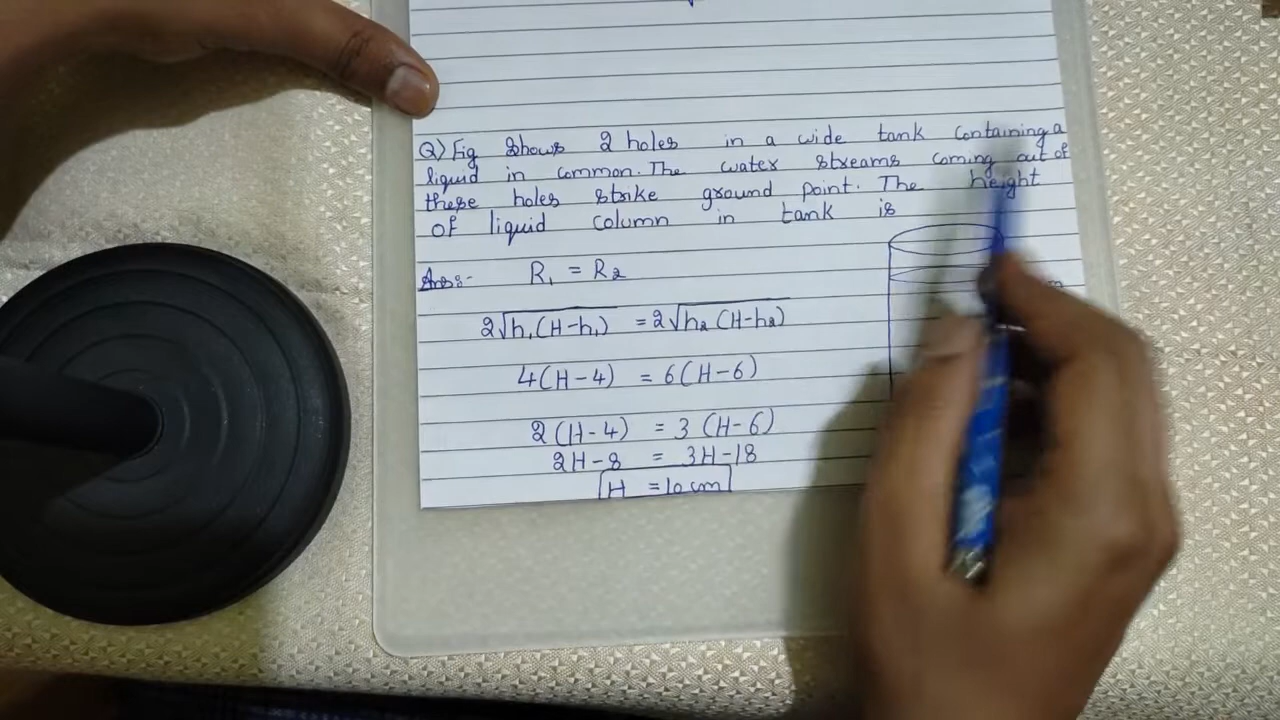 Q) Fig shows 2 holes in a wide tank containing a
liquid in common. The water streams coming out of
these holes strike ground point. The height
of liquid column in tank is
Ans:- R₁ = R₂
2√h₁(H-h₁) = 2√h₂(H-h₂)
4(H-4) = 6(H-6)
2(H-4) = 3(H-6)
2H-8 = 3H-18
H = 10 cm